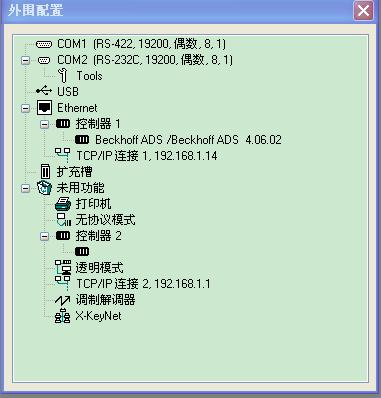 外围配置
COM1 (RS-422, 19200, 偶数, 8, 1)
COM2 (RS-232C, 19200, 偶数, 8, 1)
Tools
USB
Ethernet
控制器 1
Beckhoff ADS /Beckhoff ADS 4.06.02
TCP/IP 连接 1, 192.168.1.14
扩充槽
未用功能
打印机
无协议模式
控制器 2
透明模式
TCP/IP 连接 2, 192.168.1.1
调制解调器
X-KeyNet